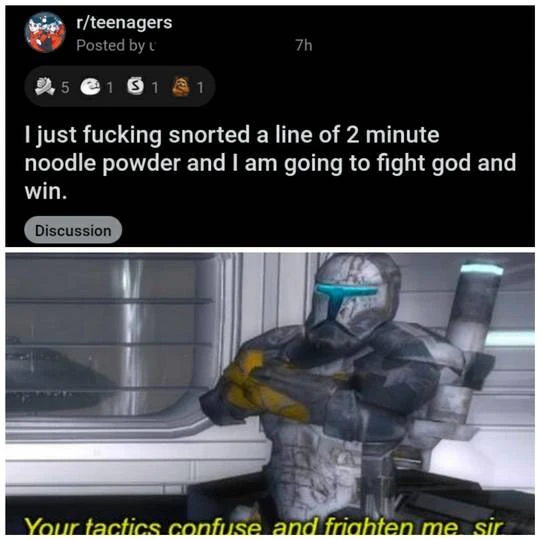 r/teenagers
Posted by u 7h
5 1 1 1
I just fucking snorted a line of 2 minute
noodle powder and I am going to fight god and
win.
Discussion
Your tactics confuse and frighten me, sir.